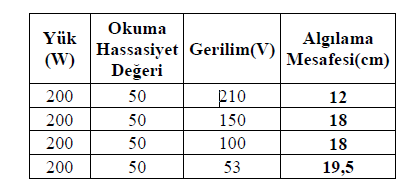 Yük (W) Okuma Hassasiyet Değeri Gerilim(V) Algılama Mesafesi(cm)
200 50 210 12
200 50 150 18
200 50 100 18
200 50 53 19,5